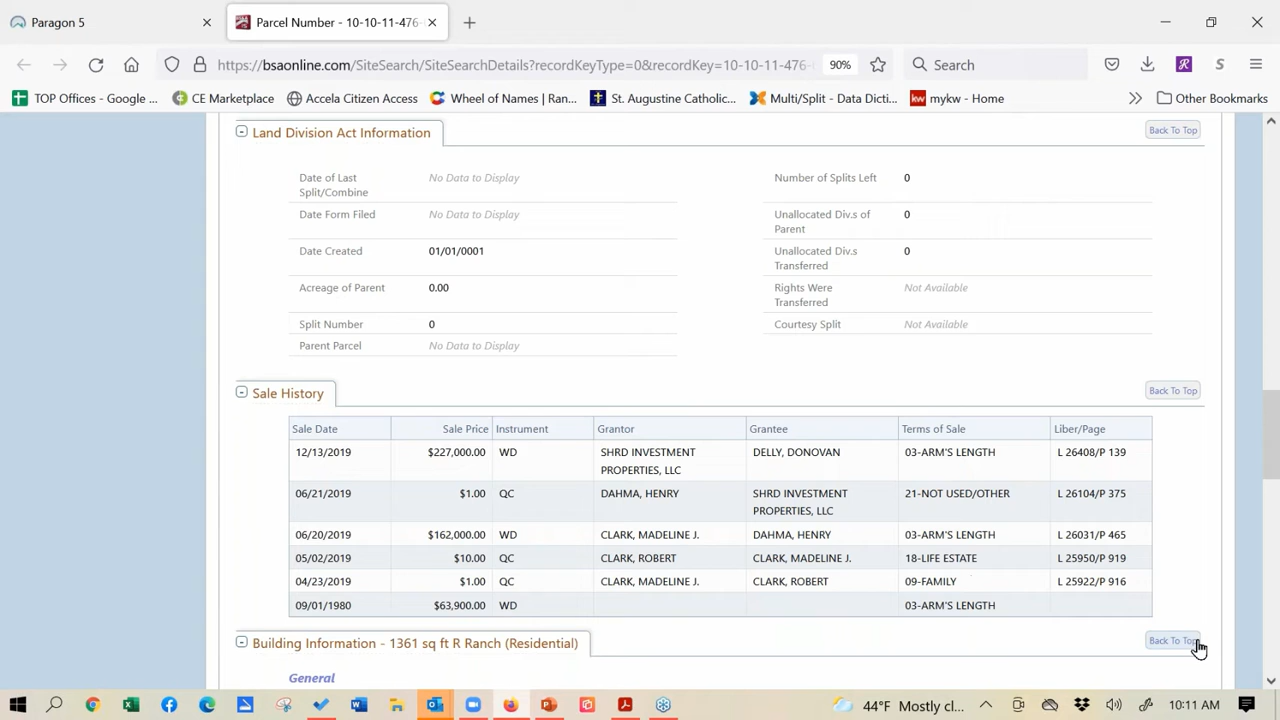 Paragon 5
Parcel Number - 10-10-11-476-
https://bsaonline.com/SiteSearch/SiteSearchDetails?recordKeyType=0&recordKey=10-10-11-476-
90%
Search
TOP Offices - Google ...
CE Marketplace
Accela Citizen Access
Wheel of Names | Ran...
St. Augustine Catholic...
Multi/Split - Data Dict...
mykw - Home
Other Bookmarks
Land Division Act Information
Back To Top
Date of Last
Split/Combine
No Data to Display
Number of Splits Left
0
Date Form Filed
No Data to Display
Unallocated Div.s of
Parent
0
Date Created
01/01/0001
Unallocated Div.s
Transferred
0
Acreage of Parent
0.00
Rights Were
Transferred
Not Available
Split Number
0
Courtesy Split
Not Available
Parent Parcel
No Data to Display
Sale History
Back To Top
Sale Date Sale Price Instrument Grantor Grantee Terms of Sale Liber/Page
12/13/2019 $227,000.00 WD SHRD INVESTMENT DELLY, DONOVAN 03-ARM'S LENGTH L 26408/P 139
PROPERTIES, LLC
06/21/2019 $1.00 QC DAHMA, HENRY SHRD INVESTMENT 21-NOT USED/OTHER L 26104/P 375
PROPERTIES, LLC
06/20/2019 $162,000.00 WD CLARK, MADELINE J. DAHMA, HENRY 03-ARM'S LENGTH L 26031/P 465
05/02/2019 $10.00 QC CLARK, ROBERT CLARK, MADELINE J. 18-LIFE ESTATE L 25950/P 919
04/23/2019 $1.00 QC CLARK, MADELINE J. CLARK, ROBERT 09-FAMILY L 25922/P 916
09/01/1980 $63,900.00 WD 03-ARM'S LENGTH
Building Information - 1361 sq ft R Ranch (Residential)
Back To Top
General
44°F Mostly cl...
10:11 AM